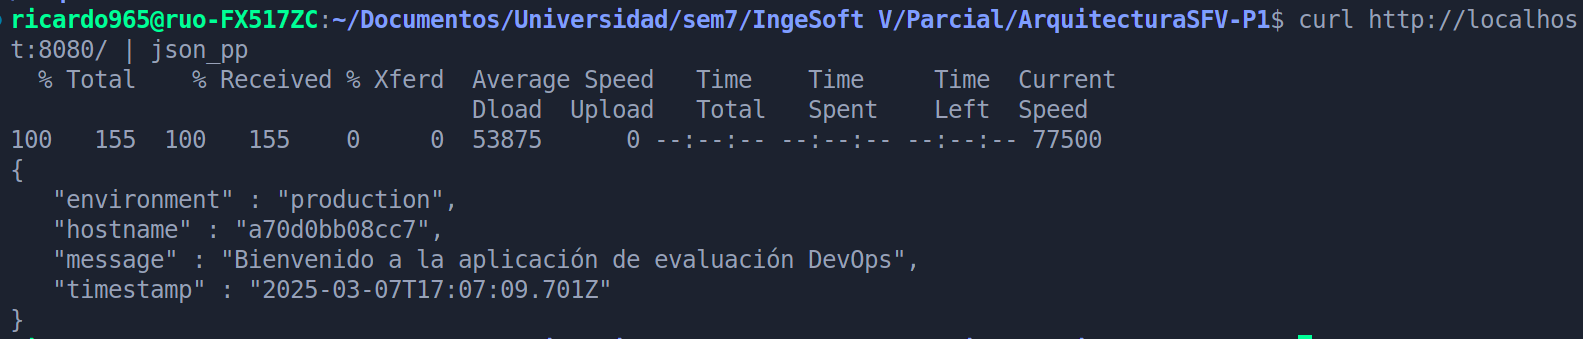 ricardo965@ruo-FX517ZC:~/Documentos/Universidad/sem7/IngeSoft V/Parcial/ArquitecturaSFV-P1$ curl http://localhos
t:8080/ | json_pp
  % Total    % Received % Xferd  Average Speed   Time    Time     Time  Current
                                 Dload  Upload   Total   Spent    Left  Speed
100   155  100   155    0     0  53875      0 --:--:-- --:--:-- --:--:-- 77500
{
   "environment" : "production",
   "hostname" : "a70d0bb08cc7",
   "message" : "Bienvenido a la aplicación de evaluación DevOps",
   "timestamp" : "2025-03-07T17:07:09.701Z"
}